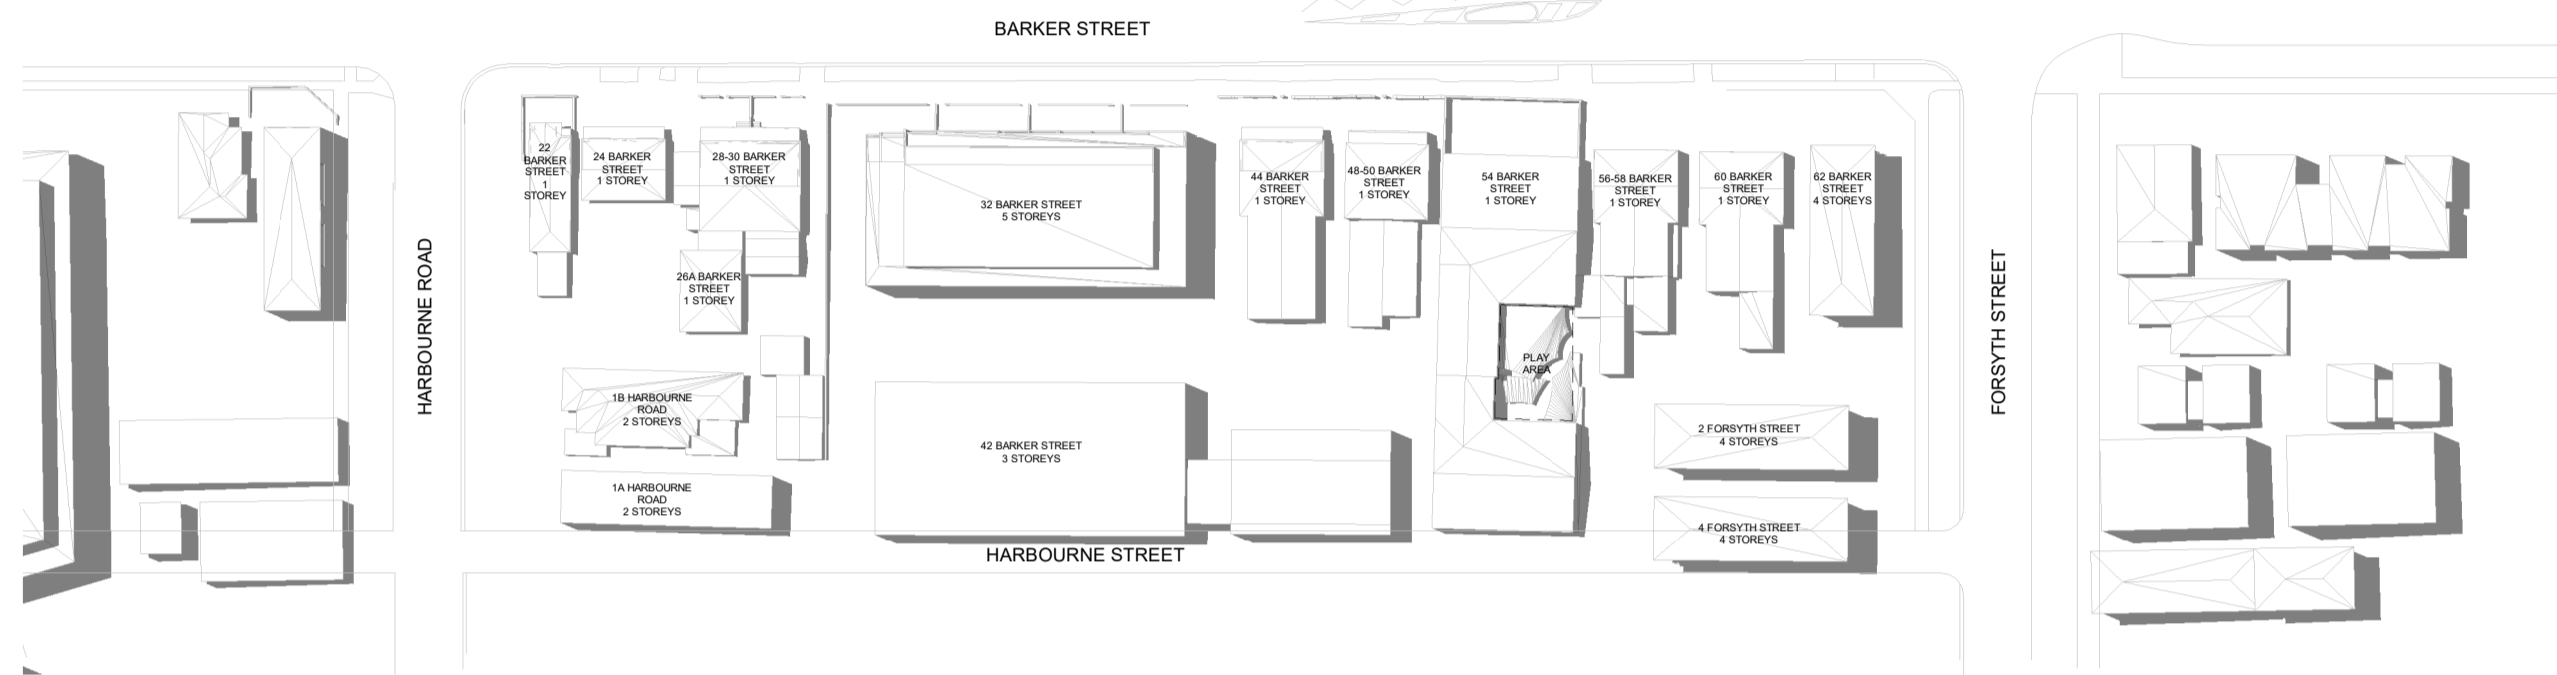 BARKER STREET
HARBOURNE ROAD
22
BARKER
STREET
1
STOREY
24 BARKER
STREET
1 STOREY
28-30 BARKER
STREET
1 STOREY
26A BARKER
STREET
1 STOREY
32 BARKER STREET
5 STOREYS
44 BARKER
STREET
1 STOREY
48-50 BARKER
STREET
1 STOREY
54 BARKER
STREET
1 STOREY
56-58 BARKER
STREET
1 STOREY
60 BARKER
STREET
1 STOREY
62 BARKER
STREET
4 STOREYS
FORSYTH STREET
PLAY
AREA
1B HARBOURNE
ROAD
2 STOREYS
42 BARKER STREET
3 STOREYS
2 FORSYTH STREET
4 STOREYS
1A HARBOURNE
ROAD
2 STOREYS
4 FORSYTH STREET
4 STOREYS
HARBOURNE STREET